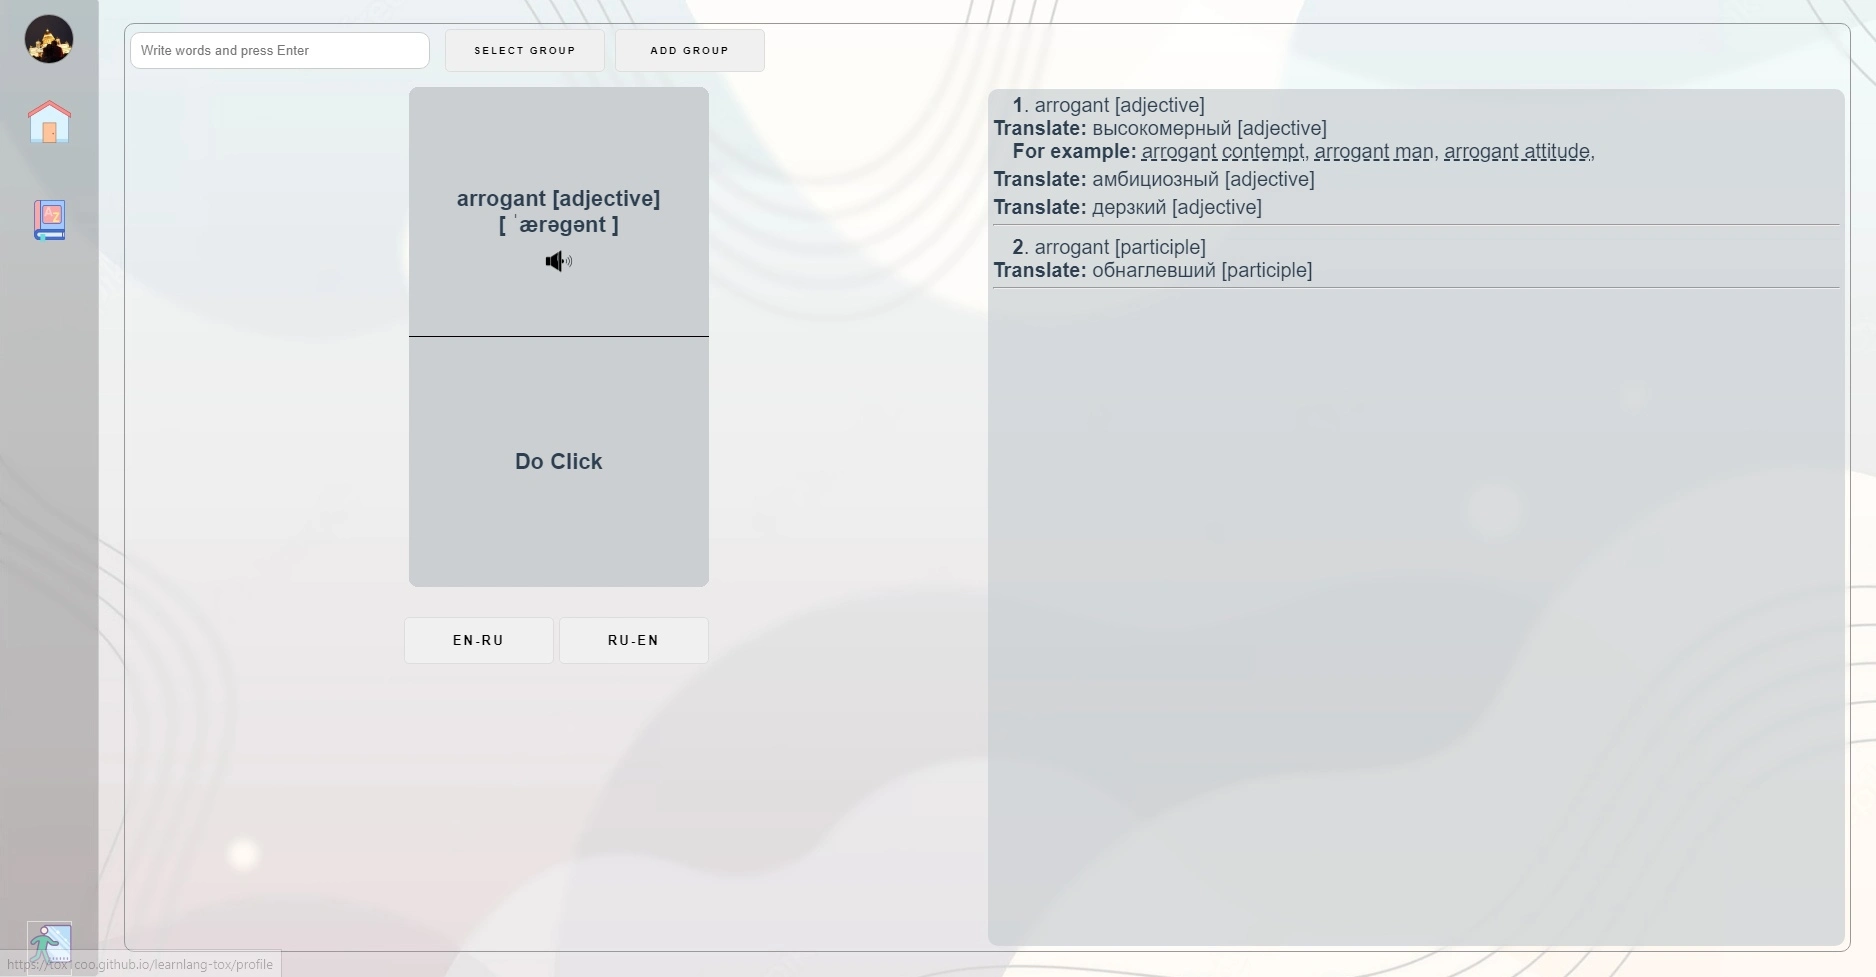 Write words and press Enter
SELECT GROUP
ADD GROUP
arrogant [adjective]
[ ˈærəgənt ]
Do Click
EN-RU
RU-EN
1. arrogant [adjective]
Translate: высокомерный [adjective]
For example: arrogant contempt, arrogant man, arrogant attitude,
Translate: амбициозный [adjective]
Translate: дерзкий [adjective]
2. arrogant [participle]
Translate: обнаглевший [participle]
https://tox1coo.github.io/learnlang-tox/profile